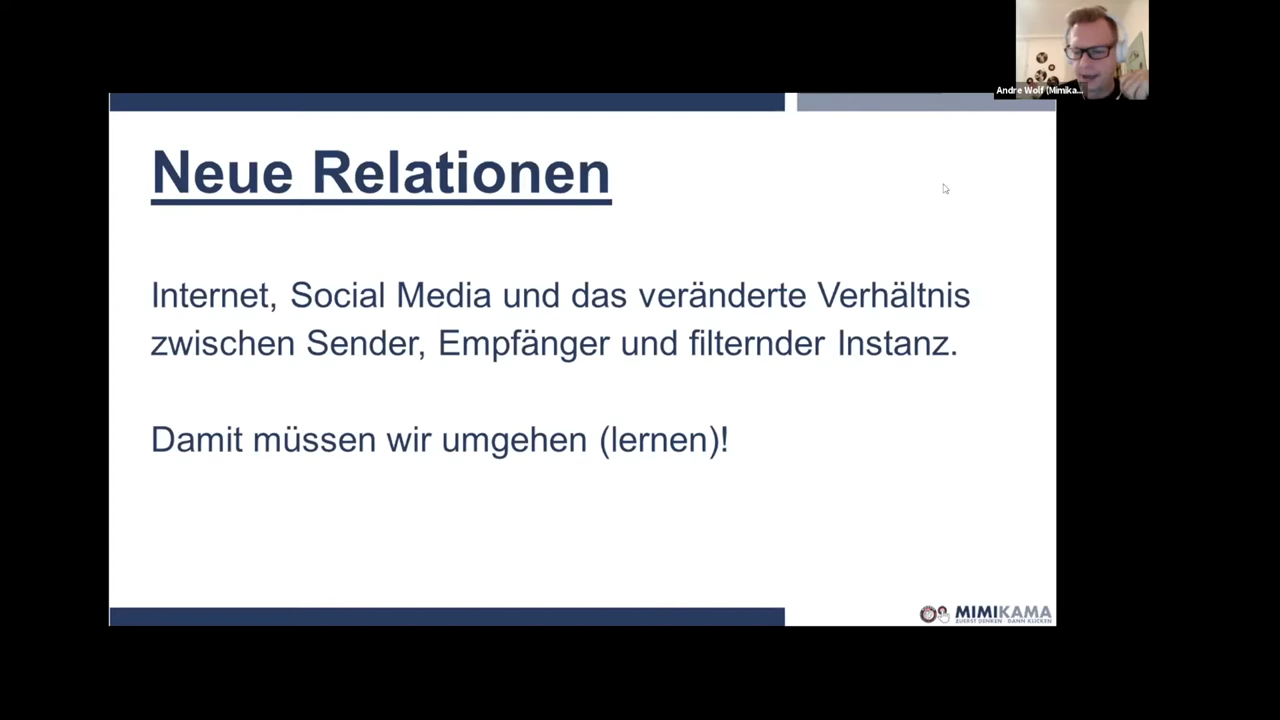 Andre Wolf (Mimika...
Neue Relationen
Internet, Social Media und das veränderte Verhältnis
zwischen Sender, Empfänger und filternder Instanz.
Damit müssen wir umgehen (lernen)!
MIMIKAMA
ZUERST DENKEN - DANN KLICKEN